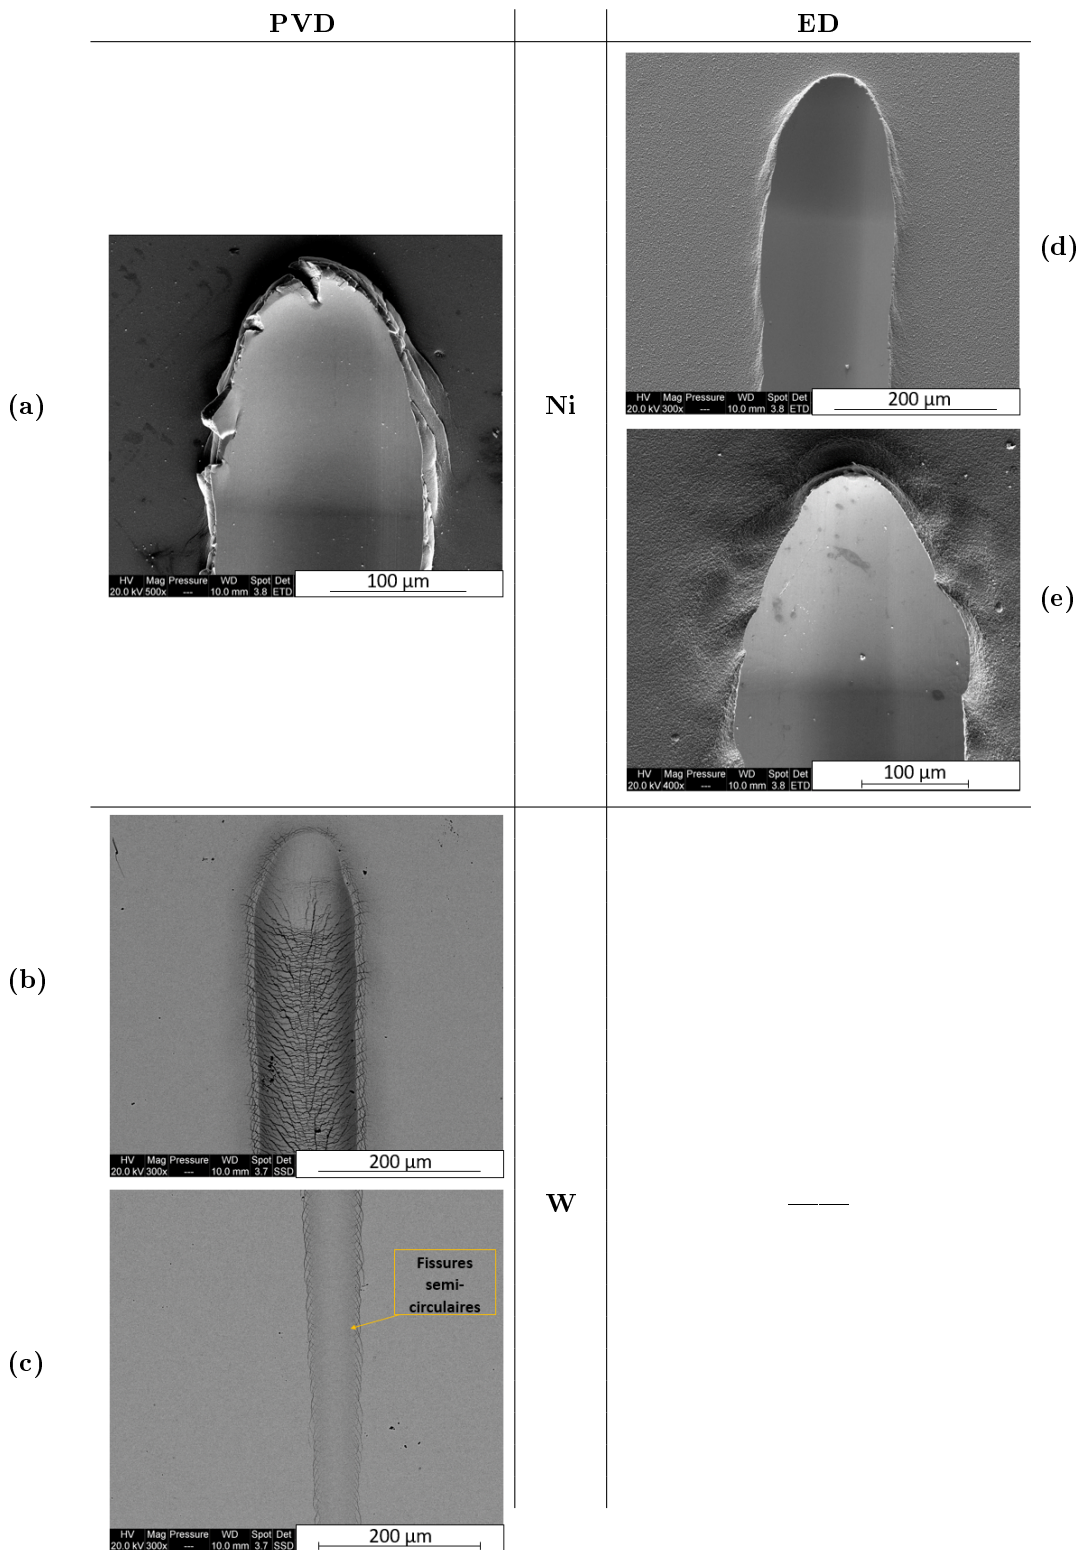 PVD
ED
(a)
HV Mag Pressure WD Spot Det
20.0 kV 500x --- 10.0 mm 3.8 ETD
100 µm
Ni
HV Mag Pressure WD Spot Det
20.0 kV 300x --- 10.0 mm 3.8 ETD
200 µm
(d)
HV Mag Pressure WD Spot Det
20.0 kV 400x --- 10.0 mm 3.8 ETD
100 µm
(e)
(b)
HV Mag Pressure WD Spot Det
20.0 kV 300x --- 10.0 mm 3.7 SSD
200 µm
W
(c)
Fissures
semi-
circulaires
HV Mag Pressure WD Spot Det
20.0 kV 300x --- 10.0 mm 3.7 SSD
200 µm